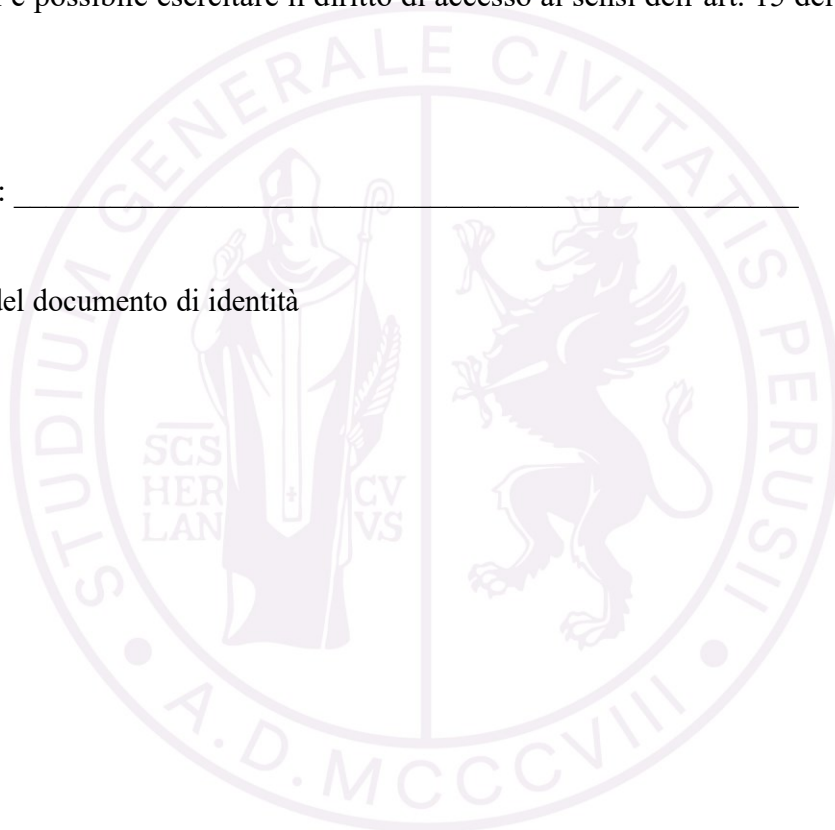 è possibile esercitare il diritto di accesso ai sensi dell'art. 15 del
: ________________________________________________
del documento di identità
STUDIUM GENERALE CIVITATIS PERUSII
SCS
HER CV
LAN VS
• A.D. MCCCVIII •